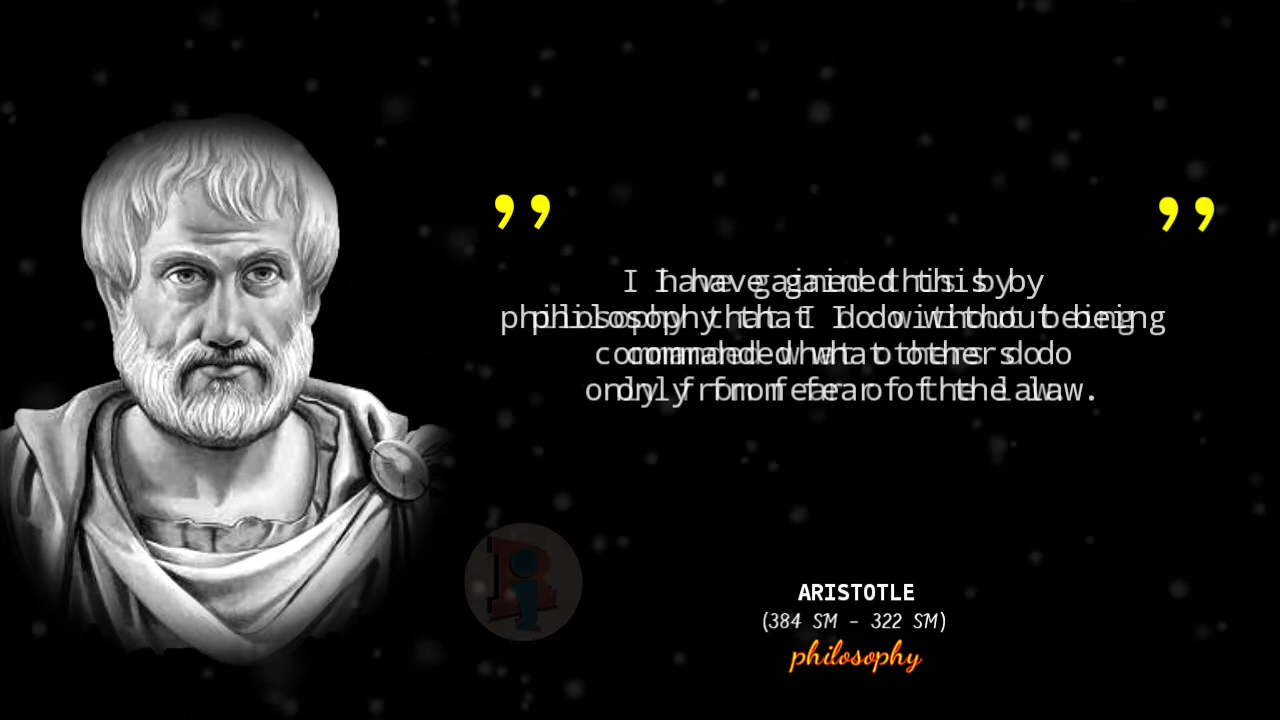 ”
”
I have gained this by
philosophy that I do without being
commanded what others do
only from fear of the law.
ARISTOTLE
(384 SM - 322 SM)
philosophy